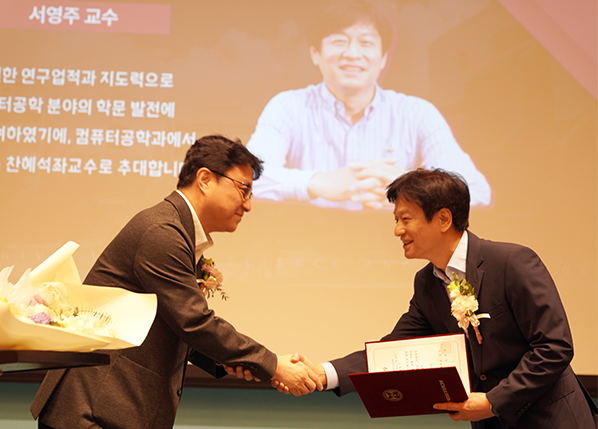 서영주 교수
연구업적과 지도력으로
터공학 분야의 학문 발전에
하였기에, 컴퓨터공학과에서
찬혜석좌교수로 추대합니